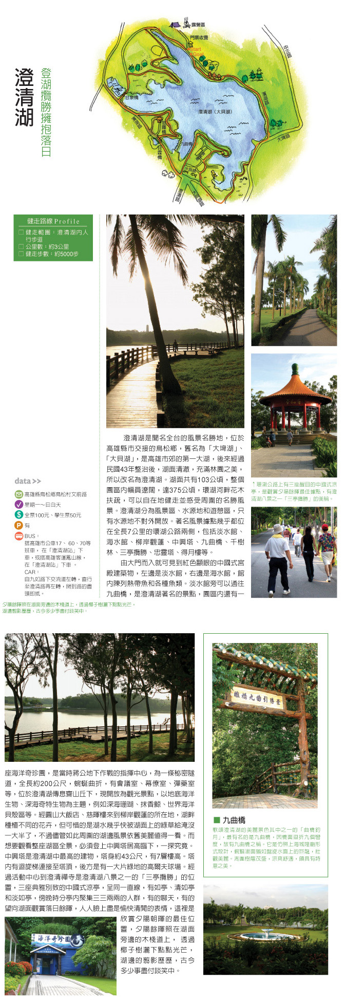 澄清湖
登湖攬勝擁抱落日
露營區
門票收費
Start
Goal
甘泉橋
澄清湖（大貝湖）
慈暉樓
九曲橋
甘霖橋
水族館
澄清路
大埤路
健走路線 Profile
□ 健走範圍：澄清湖內人
行步道
□ 公里數：約3公里
□ 健走步數：約5000步
澄清湖是聞名全台的風景名勝地，位於
高雄縣市交接的鳥松鄉，舊名為「大埤湖」、
「大貝湖」，是高雄市郊的第一大湖，後來經過
民國43年整治後，湖面清澈，充滿林園之美，
所以改名為澄清湖。湖面共有103公頃，整個
園區內幅員遼闊，達375公頃，環湖河畔花木
扶疏，可以自在地健走並感受周圍的名勝風
景。澄清湖分為風景區、水源地和遊憩區，只
有水源地不對外開放。著名風景據點幾乎都位
在全長7公里的環湖公路兩側，包括淡水館、
海水館、柳岸觀蓮、中興塔、九曲橋、千樹
林、三亭攬勝、忠靈塔、得月樓等。
由大門而入就可見到紅色顯眼的中國式宮
殿建築物，左邊是淡水館，右邊是海水館，館
內陳列熱帶魚和各種魚類。淡水館旁可以通往
九曲橋，是澄清湖著名的景點，園區內還有一
↑環湖公路上有三座醒目的中國式涼
亭，是觀賞夕陽餘暉最佳據點，有澄
清湖八景之一「三亭攬勝」的美稱。
data>>
高雄縣鳥松鄉鳥松村文前路
星期一～日白天
全票100元、學生票50元
P 有
BUS：
搭高雄市公車17、60、70等
班車，在「澄清湖站」下
車，或搭高雄客運鳳山線，
在「澄清湖站」下車。
CAR：
自九如路下交流道左轉，直行
至澄清路再左轉，開到路的盡
頭即抵。
夕陽餘暉照在湖面旁邊的木棧道上，透過椰子樹灑下點點光芒，
湖邊翦影歷歷，古今多少事盡付談笑中。
座海洋奇珍園，是當時蔣公地下作戰的指揮中心，為一條秘密隧
道，全長約200公尺，蜿蜒曲折，有會議室、幕僚室、彈藥室
等，位於澄清湖傳息齋山丘下，現開放為觀光景點，以地底海洋
生物、深海奇特生物為主題，例如深海珊瑚、抹香鯨、世界海洋
貝殼區等。經圓山大飯店、慈暉樓來到柳岸觀蓮的所在地，湖畔
種植不同的花卉，但可惜的是湖水幾乎快被湖面上的綠草給淹沒
一大半了，不過儘管如此周圍的湖邊風景依舊美麗值得一看。而
想要觀看整座湖區全景，必須登上中興塔居高臨下，一探究竟。
中興塔是澄清湖中最高的建物，塔身約43公尺，有7層樓高。塔
內有迴旋梯連接至塔頂，後方是有一大片綠地的高爾夫球場。經
過活動中心到澄清禪寺是澄清湖八景之一的「三亭攬勝」的位
置，三座典雅別致的中國式涼亭，呈同一直線，有如亭、清如亭
和淡如亭，傍晚時分亭內聚集三三兩兩的人群，有的聊天，有的
望向湖面觀賞落日餘暉，人人臉上盡是愉快清閒的表情，這裡是
欣賞夕陽朝暉的最佳位
置，夕陽餘暉照在湖面
旁邊的木棧道上， 透過
椰子樹灑下點點光芒，
湖邊的翦影歷歷，古今
多少事盡付談笑中。
海洋奇珍園
雕橋九曲引勝景
■ 九曲橋
歌頌澄清湖的美麗景色其中之一的「曲橋釣
月」，最有名的是九曲橋，因橋面迴折九個彎
度，故有九曲橋之稱。它是仿照上海城隍廟形
式設計，蜿蜒湖面猶如盤旋水面上的巨龍，壯
觀美麗。周圍樹蔭茂盛，涼爽舒適，頗具有詩
意之美。